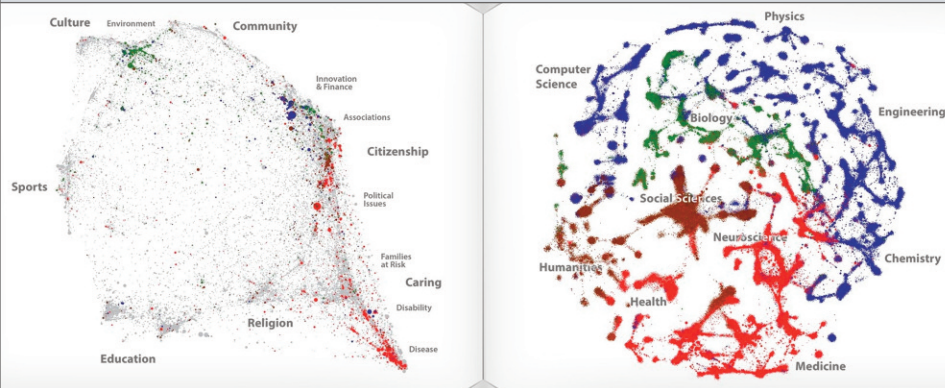 Culture
Environment
Community
Innovation
& Finance
Associations
Citizenship
Sports
Political
Issues
Families
at Risk
Caring
Disability
Religion
Disease
Education
Physics
Computer
Science
Engineering
Biology
Social Sciences
Neuroscience
Humanities
Chemistry
Health
Medicine